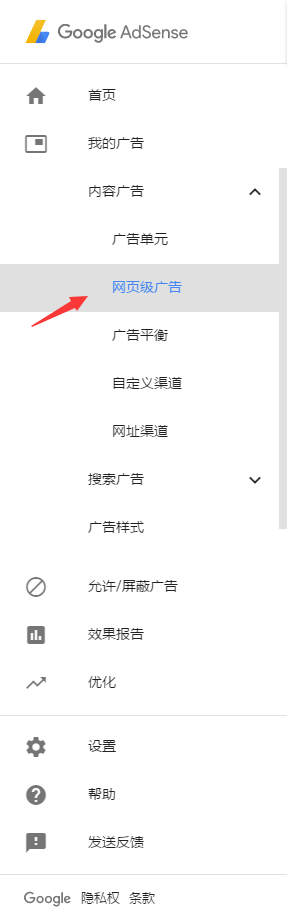 Google AdSense
首页
我的广告
内容广告
广告单元
网页级广告
广告平衡
自定义渠道
网址渠道
搜索广告
广告样式
允许/屏蔽广告
效果报告
优化
设置
帮助
发送反馈
Google 隐私权 条款